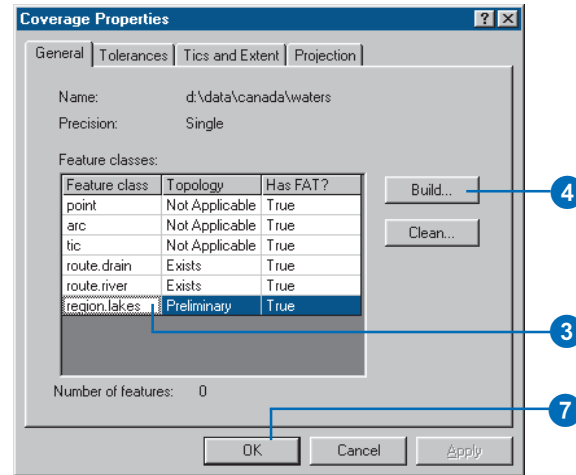 Coverage Properties
General Tolerances Tics and Extent Projection
Name: d:\data\canada\waters
Precision: Single
Feature classes:
Feature class Topology Has FAT?
point Not Applicable True
arc Not Applicable True
tic Not Applicable True
route.drain Exists True
route.river Exists True
region.lakes Preliminary True
Build...
4
Clean...
3
Number of features: 0
7
OK Cancel Apply